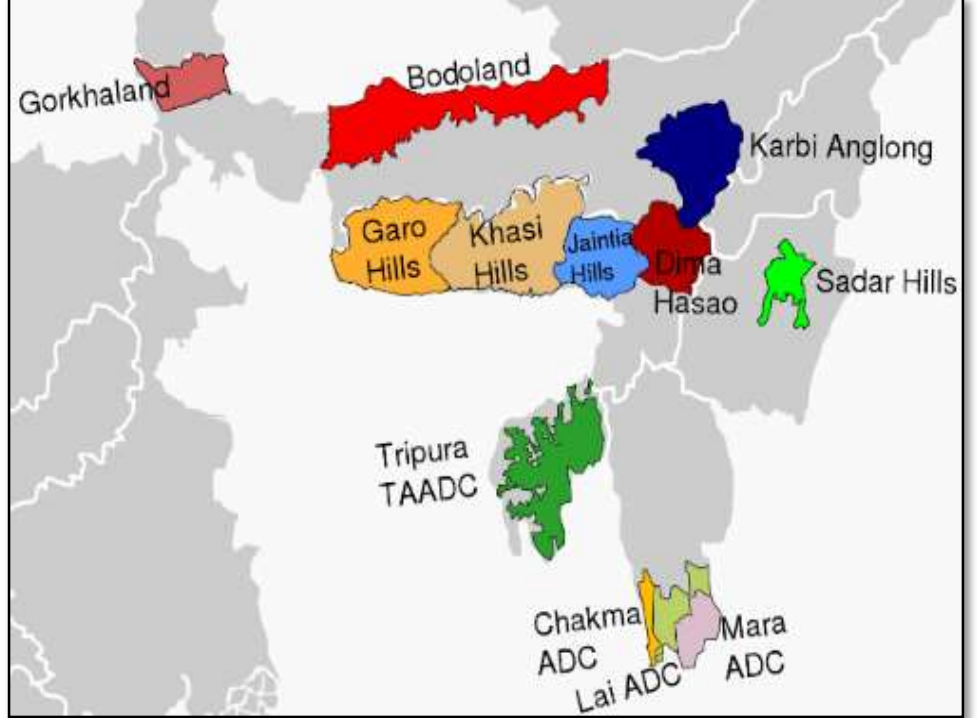 Bodoland
Gorkhaland
Karbi Anglong
Garo
Hills
Khasi
Hills
Jaintia
Hills
Dima
Hasao
Sadar Hills
Tripura
TAADC
Chakma
ADC
Lai ADC
Mara
ADC